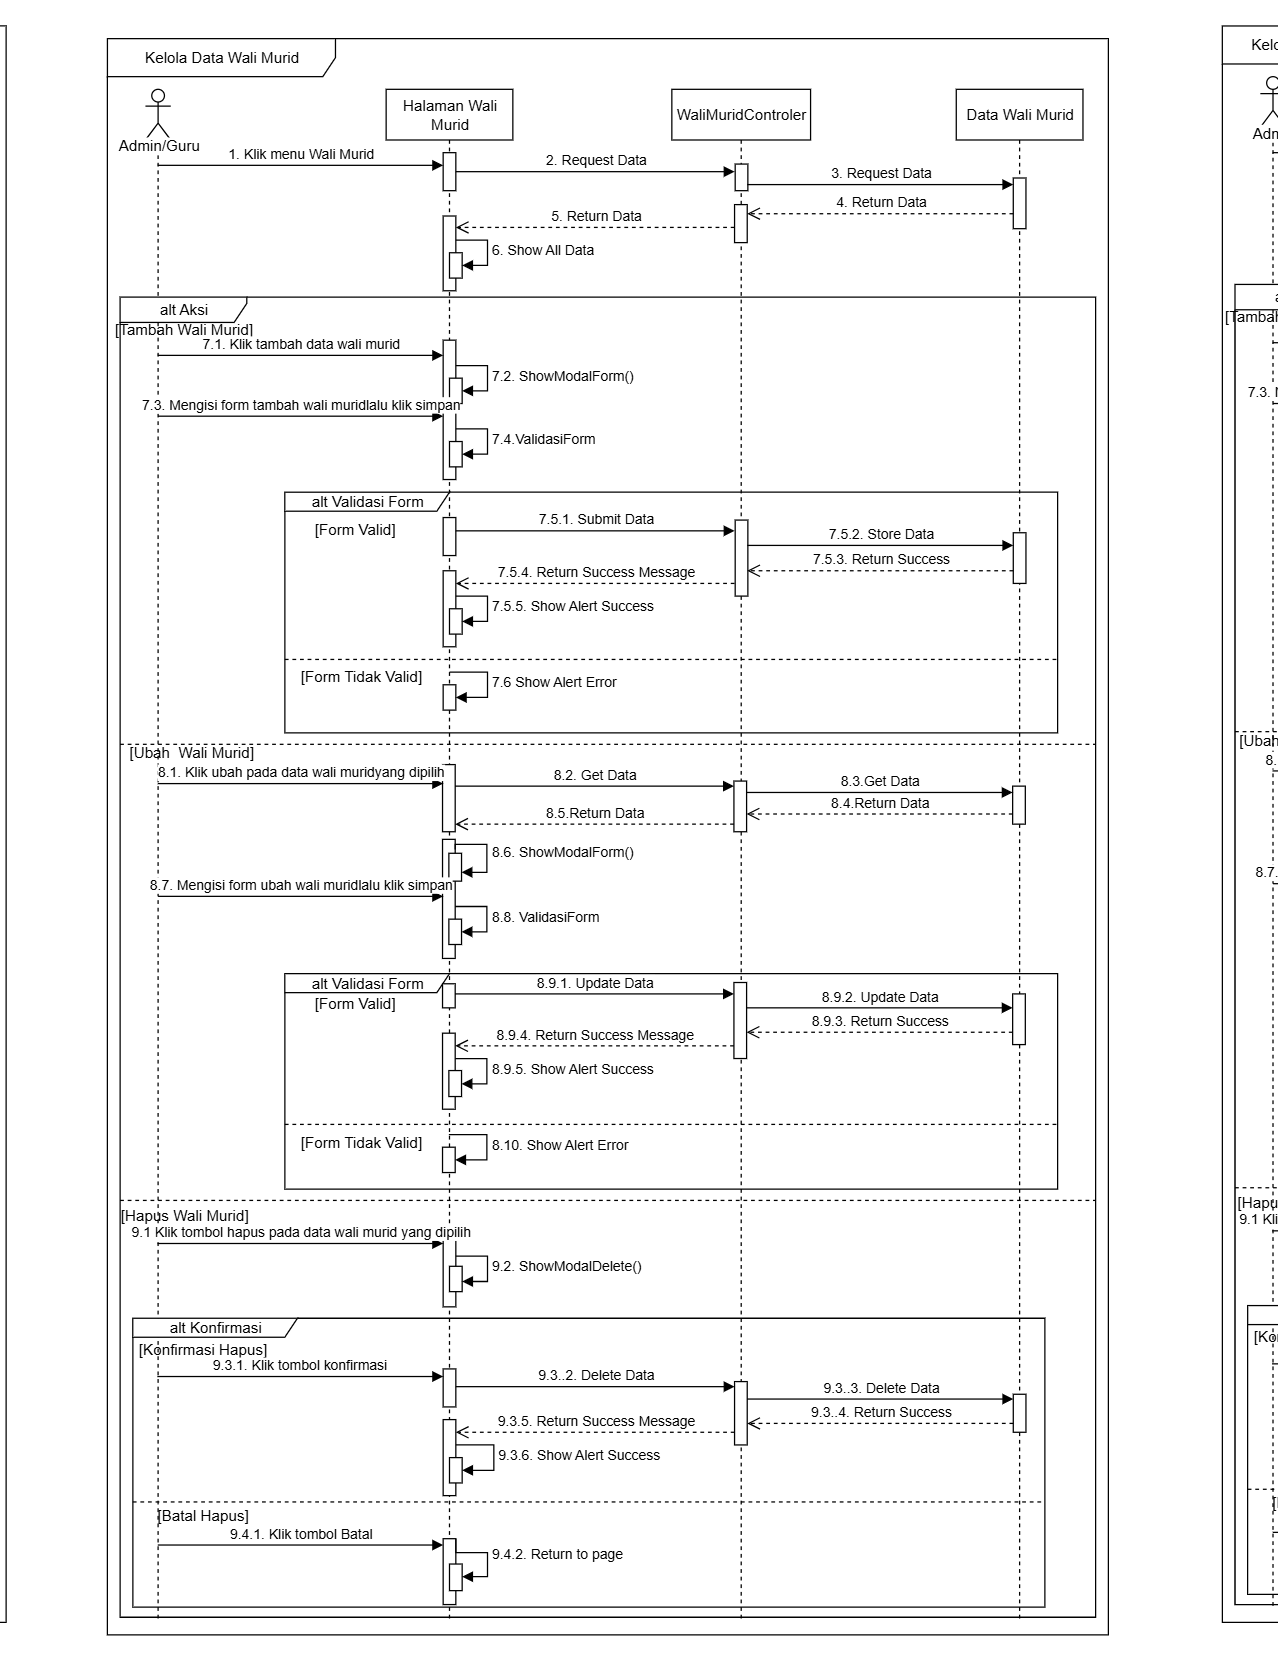 Kelola Data Wali Murid
Admin/Guru
Halaman Wali
Murid
WaliMuridControler
Data Wali Murid
1. Klik menu Wali Murid
2. Request Data
3. Request Data
4. Return Data
5. Return Data
6. Show All Data
alt Aksi
[Tambah Wali Murid]
7.1. Klik tambah data wali murid
7.2. ShowModalForm()
7.3. Mengisi form tambah wali muridlalu klik simpan
7.4.ValidasiForm
alt Validasi Form
[Form Valid]
7.5.1. Submit Data
7.5.2. Store Data
7.5.3. Return Success
7.5.4. Return Success Message
7.5.5. Show Alert Success
[Form Tidak Valid]
7.6 Show Alert Error
[Ubah  Wali Murid]
8.1. Klik ubah pada data wali muridyang dipilih
8.2. Get Data
8.3.Get Data
8.4.Return Data
8.5.Return Data
8.6. ShowModalForm()
8.7. Mengisi form ubah wali muridlalu klik simpan
8.8. ValidasiForm
alt Validasi Form
[Form Valid]
8.9.1. Update Data
8.9.2. Update Data
8.9.3. Return Success
8.9.4. Return Success Message
8.9.5. Show Alert Success
[Form Tidak Valid]
8.10. Show Alert Error
[Hapus Wali Murid]
9.1 Klik tombol hapus pada data wali murid yang dipilih
9.2. ShowModalDelete()
alt Konfirmasi
[Konfirmasi Hapus]
9.3.1. Klik tombol konfirmasi
9.3..2. Delete Data
9.3..3. Delete Data
9.3..4. Return Success
9.3.5. Return Success Message
9.3.6. Show Alert Success
[Batal Hapus]
9.4.1. Klik tombol Batal
9.4.2. Return to page
7.3.
8.
8.7.
9.1